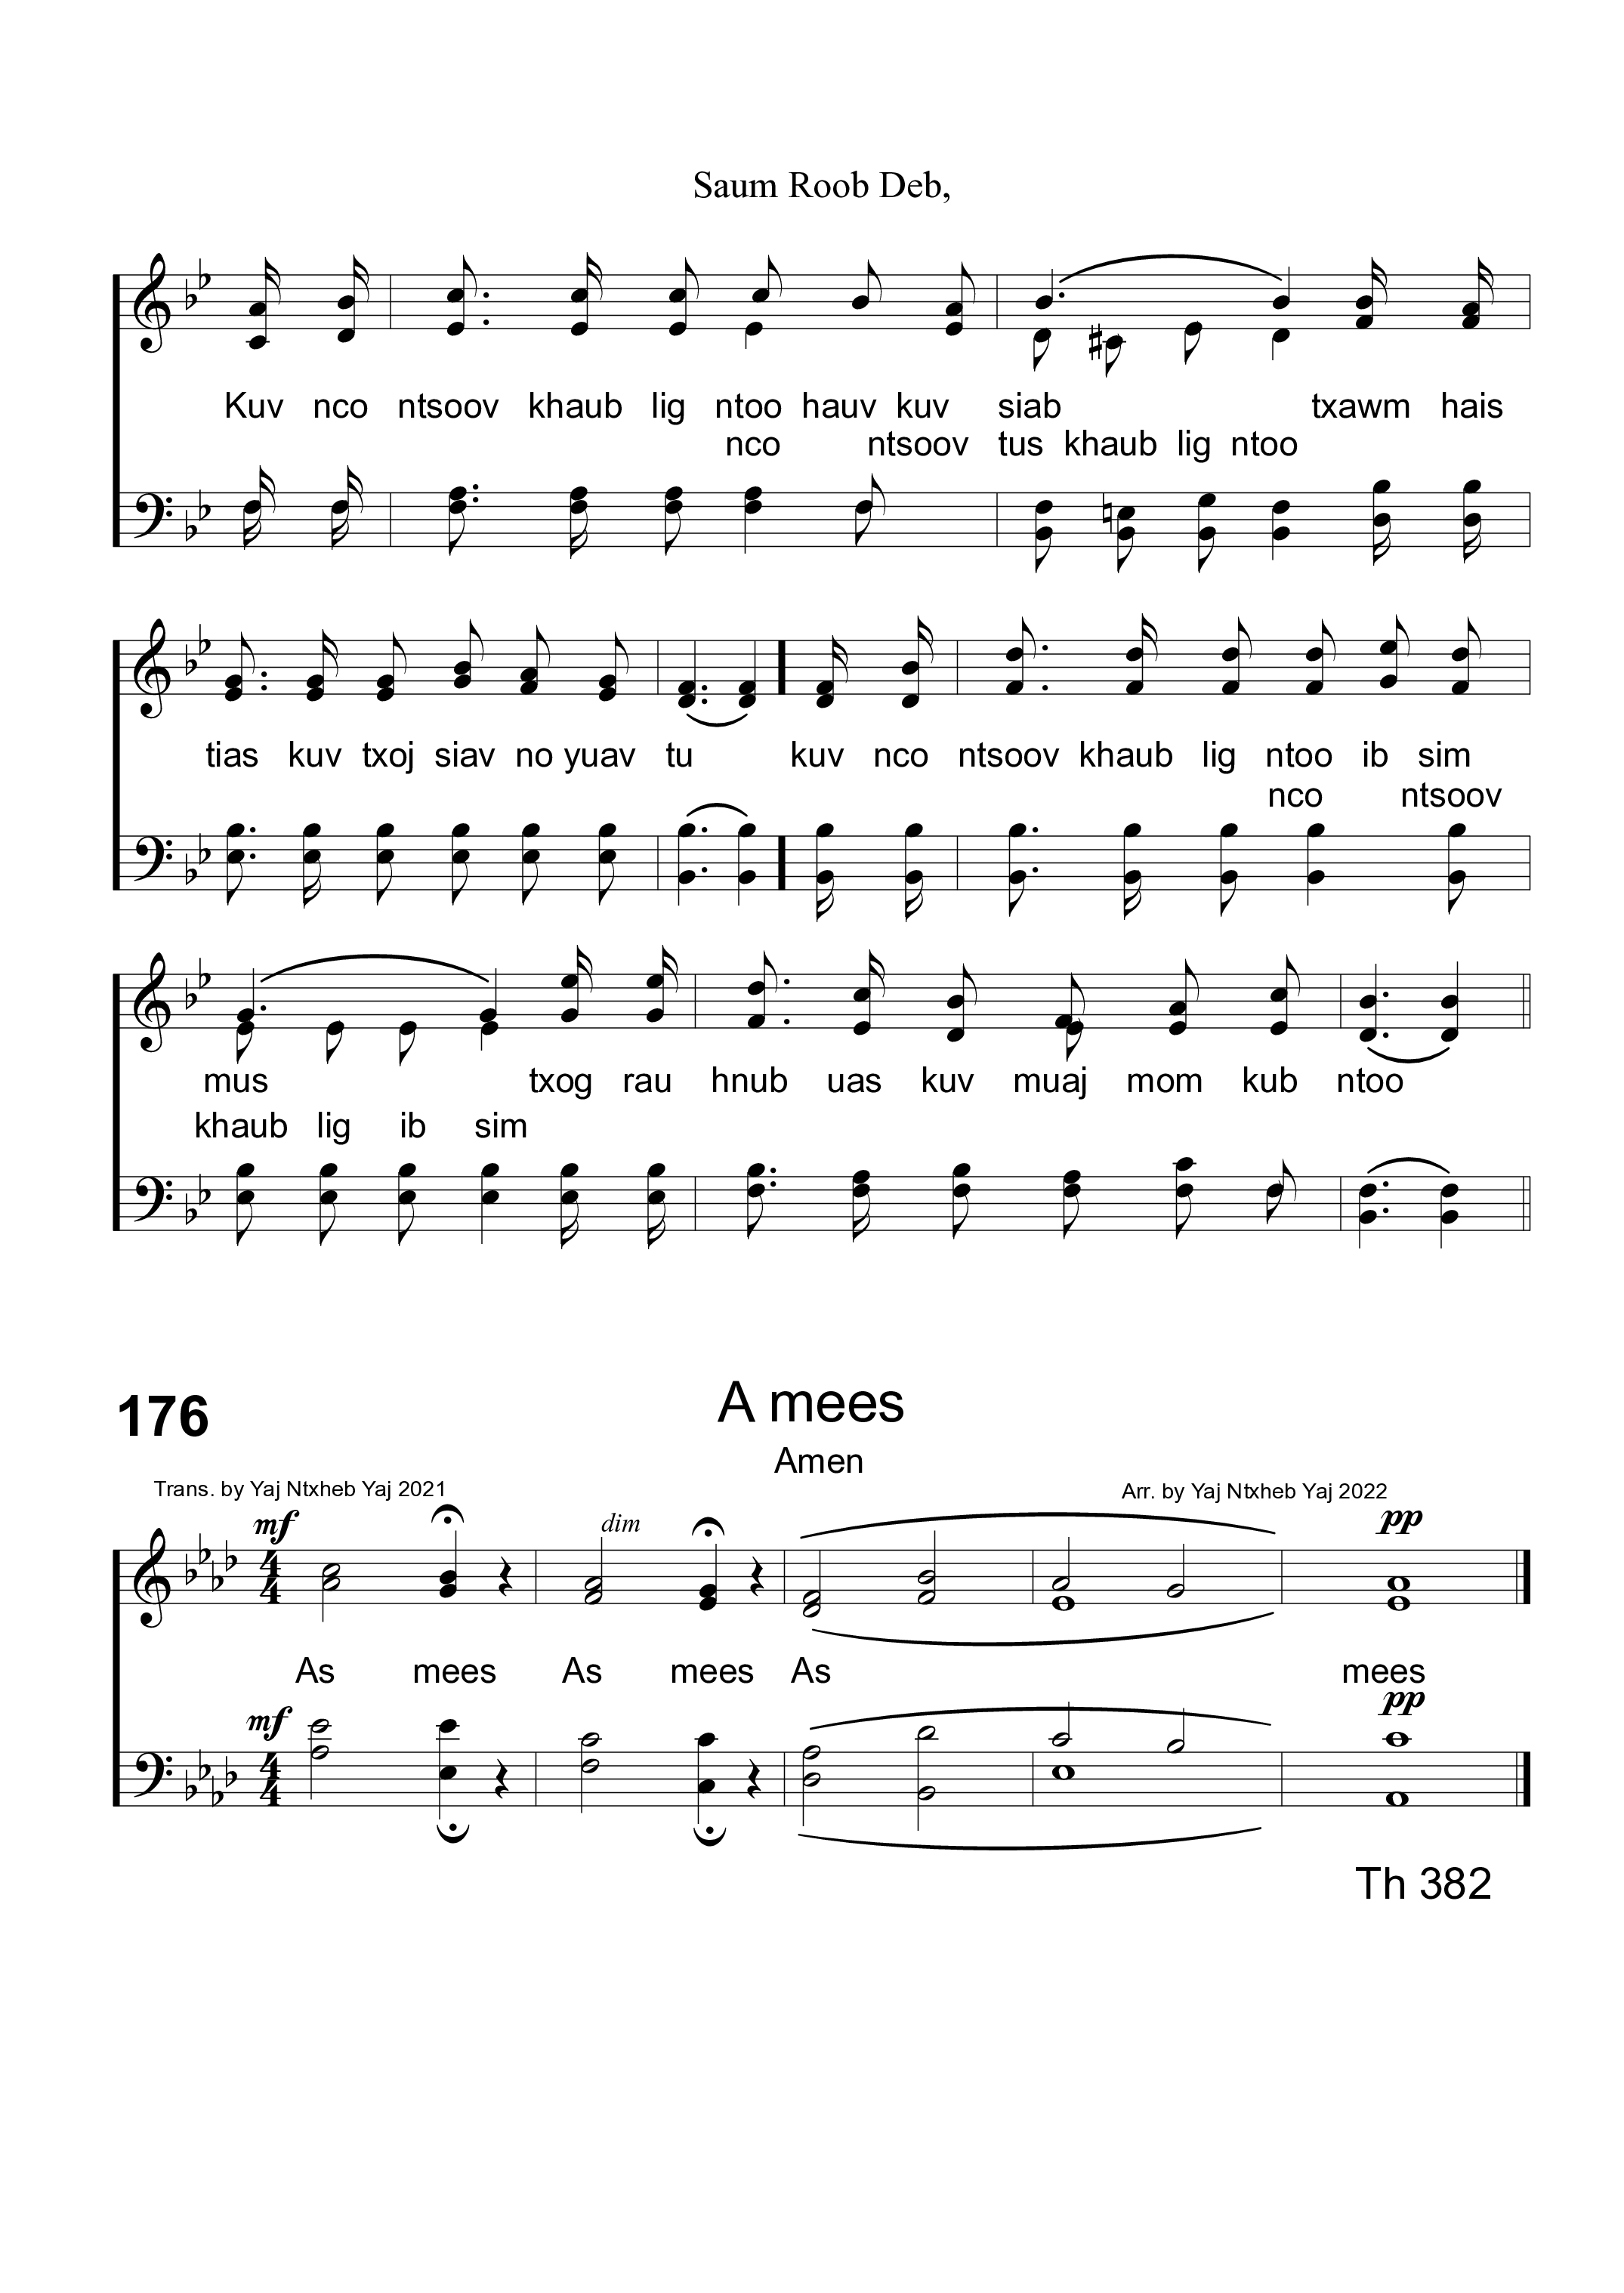 Saum Roob Deb,
Kuv nco ntsoov khaub lig ntoo hauv kuv siab txawm hais
nco ntsoov tus khaub lig ntoo
tias kuv txoj siav no yuav tu kuv nco ntsoov khaub lig ntoo ib sim
nco ntsoov
mus txog rau hnub uas kuv muaj mom kub ntoo
khaub lig ib sim
176
A mees
Amen
Trans. by Yaj Ntxheb Yaj 2021
Arr. by Yaj Ntxheb Yaj 2022
mf dim pp
4
4
As mees As mees As mees
mf pp
4
4
Th 382